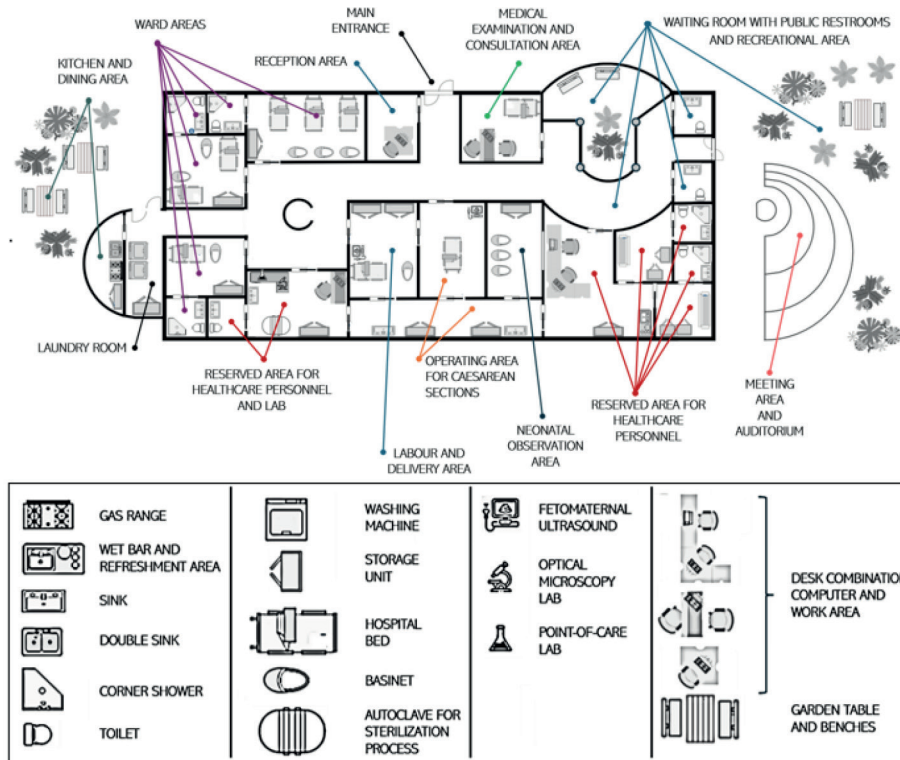 WARD AREAS
MAIN
ENTRANCE
MEDICAL
EXAMINATION AND
CONSULTATION AREA
WAITING ROOM WITH PUBLIC RESTROOMS
AND RECREATIONAL AREA
KITCHEN AND
DINING AREA
RECEPTION AREA
LAUNDRY ROOM
RESERVED AREA FOR
HEALTHCARE PERSONNEL
AND LAB
OPERATING AREA
FOR CAESAREAN
SECTIONS
LABOUR AND
DELIVERY AREA
NEONATAL
OBSERVATION
AREA
RESERVED AREA FOR
HEALTHCARE
PERSONNEL
MEETING
AREA
AND
AUDITORIUM
GAS RANGE
WET BAR AND
REFRESHMENT AREA
SINK
DOUBLE SINK
CORNER SHOWER
TOILET
WASHING
MACHINE
STORAGE
UNIT
HOSPITAL
BED
BASINET
AUTOCLAVE FOR
STERILIZATION
PROCESS
FETOMATERNAL
ULTRASOUND
OPTICAL
MICROSCOPY
LAB
POINT-OF-CARE
LAB
DESK COMBINATION
COMPUTER AND
WORK AREA
GARDEN TABLE
AND BENCHES